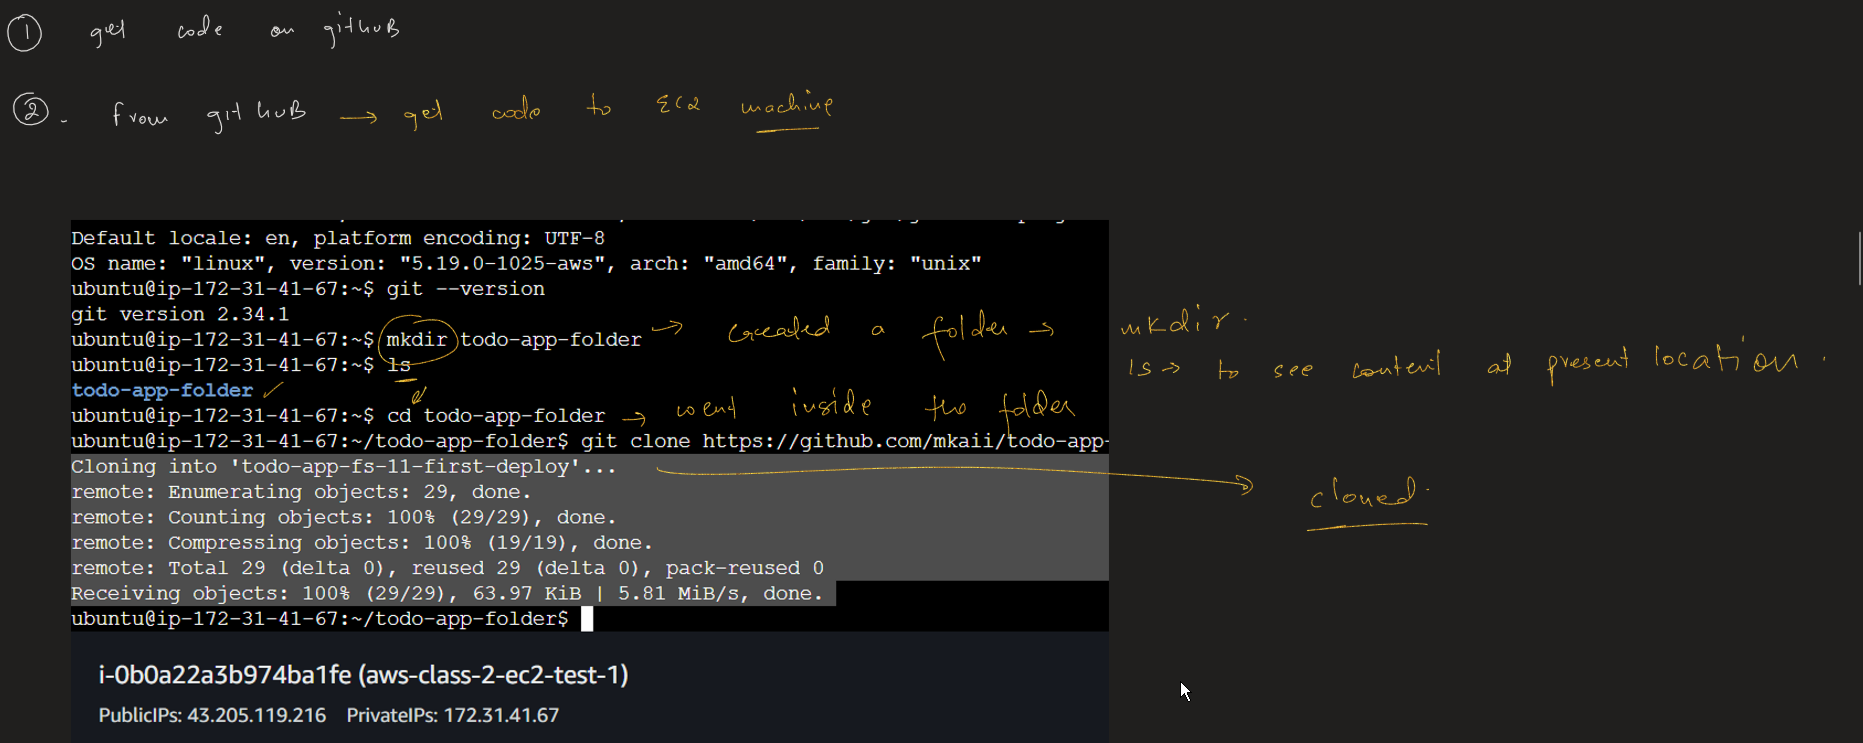 ① get code on gitHuB
②. from gitHuB → get code to EC2 machine
Default locale: en, platform encoding: UTF-8
OS name: "linux", version: "5.19.0-1025-aws", arch: "amd64", family: "unix"
ubuntu@ip-172-31-41-67:~$ git --version
git version 2.34.1
ubuntu@ip-172-31-41-67:~$ mkdir todo-app-folder → created a folder → mkdir.
ubuntu@ip-172-31-41-67:~$ ls
ls → to see content at present location.
todo-app-folder ✓
ubuntu@ip-172-31-41-67:~$ cd todo-app-folder → went inside the folder
ubuntu@ip-172-31-41-67:~/todo-app-folder$ git clone https://github.com/mkaii/todo-app-
Cloning into 'todo-app-fs-11-first-deploy'...
→ cloned.
remote: Enumerating objects: 29, done.
remote: Counting objects: 100% (29/29), done.
remote: Compressing objects: 100% (19/19), done.
remote: Total 29 (delta 0), reused 29 (delta 0), pack-reused 0
Receiving objects: 100% (29/29), 63.97 KiB | 5.81 MiB/s, done.
ubuntu@ip-172-31-41-67:~/todo-app-folder$
i-0b0a22a3b974ba1fe (aws-class-2-ec2-test-1)
PublicIPs: 43.205.119.216 PrivateIPs: 172.31.41.67